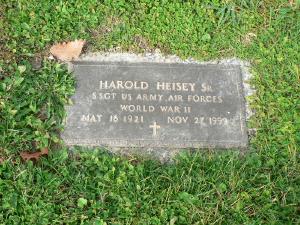 HAROLD HEISEY SR
SSGT US ARMY AIR FORCES
WORLD WAR II
MAY 18 1921 NOV 27 1999